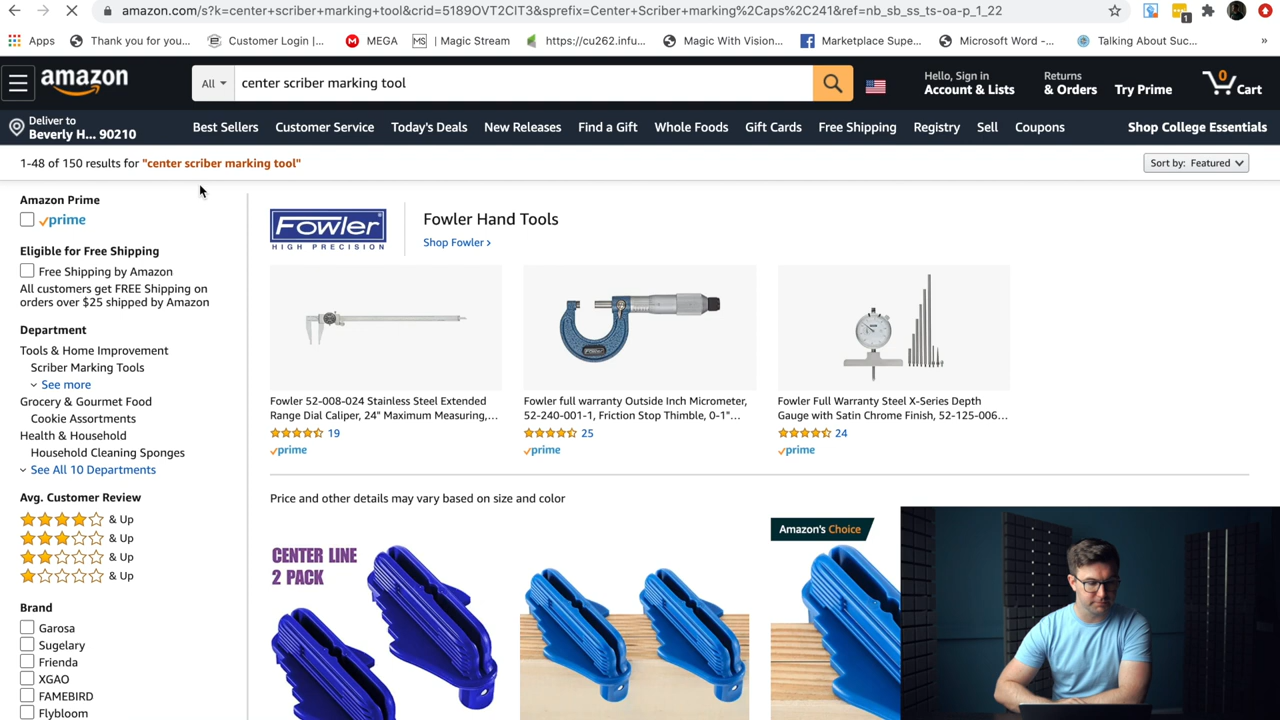 amazon.com/s?k=center+scriber+marking+tool&crid=5189OVT2CIT3&sprefix=Center+Scriber+marking%2Caps%2C241&ref=nb_sb_ss_ts-oa-p_1_22
1
Apps
Thank you for you...
Customer Login |...
M
MEGA
MS
| Magic Stream
https://cu262.infu...
Magic With Vision...
Marketplace Supe...
Microsoft Word -...
Talking About Suc...
»
amazon
All
center scriber marking tool
Hello, Sign in
Account & Lists
Returns
& Orders
Try Prime
0
Cart
Deliver to
Beverly H... 90210
Best Sellers
Customer Service
Today's Deals
New Releases
Find a Gift
Whole Foods
Gift Cards
Free Shipping
Registry
Sell
Coupons
Shop College Essentials
1-48 of 150 results for "center scriber marking tool"
Sort by: Featured
Amazon Prime
prime
Eligible for Free Shipping
Free Shipping by Amazon
All customers get FREE Shipping on
orders over $25 shipped by Amazon
Department
Tools & Home Improvement
Scriber Marking Tools
See more
Grocery & Gourmet Food
Cookie Assortments
Health & Household
Household Cleaning Sponges
See All 10 Departments
Avg. Customer Review
& Up
& Up
& Up
& Up
Brand
Garosa
Sugelary
Frienda
XGAO
FAMEBIRD
Flybloom
Fowler
HIGH PRECISION
Fowler Hand Tools
Shop Fowler ›
Fowler 52-008-024 Stainless Steel Extended
Range Dial Caliper, 24" Maximum Measuring,...
19
prime
Fowler full warranty Outside Inch Micrometer,
52-240-001-1, Friction Stop Thimble, 0-1"...
25
prime
Fowler Full Warranty Steel X-Series Depth
Gauge with Satin Chrome Finish, 52-125-006...
24
prime
Price and other details may vary based on size and color
CENTER LINE
2 PACK
Amazon's Choice